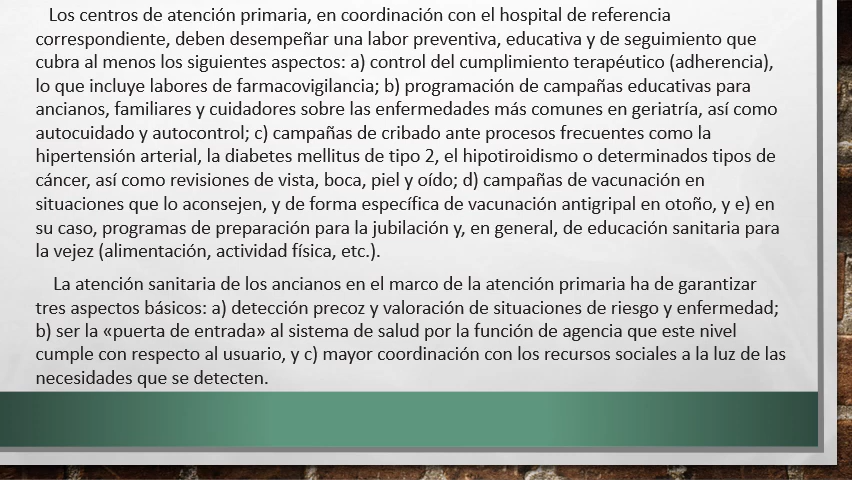 Los centros de atención primaria, en coordinación con el hospital de referencia
correspondiente, deben desempeñar una labor preventiva, educativa y de seguimiento que
cubra al menos los siguientes aspectos: a) control del cumplimiento terapéutico (adherencia),
lo que incluye labores de farmacovigilancia; b) programación de campañas educativas para
ancianos, familiares y cuidadores sobre las enfermedades más comunes en geriatría, así como
autocuidado y autocontrol; c) campañas de cribado ante procesos frecuentes como la
hipertensión arterial, la diabetes mellitus de tipo 2, el hipotiroidismo o determinados tipos de
cáncer, así como revisiones de vista, boca, piel y oído; d) campañas de vacunación en
situaciones que lo aconsejen, y de forma específica de vacunación antigripal en otoño, y e) en
su caso, programas de preparación para la jubilación y, en general, de educación sanitaria para
la vejez (alimentación, actividad física, etc.).
La atención sanitaria de los ancianos en el marco de la atención primaria ha de garantizar
tres aspectos básicos: a) detección precoz y valoración de situaciones de riesgo y enfermedad;
b) ser la «puerta de entrada» al sistema de salud por la función de agencia que este nivel
cumple con respecto al usuario, y c) mayor coordinación con los recursos sociales a la luz de las
necesidades que se detecten.